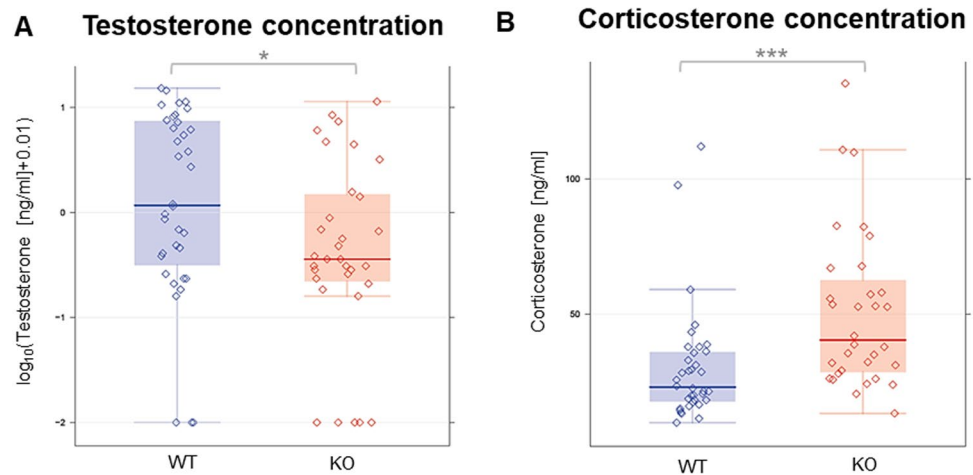 A
Testosterone concentration
*
log₁₀(Testosterone [ng/ml]+0.01)
1
0
−1
−2
WT
KO
B
Corticosterone concentration
***
Corticosterone [ng/ml]
100
50
WT
KO